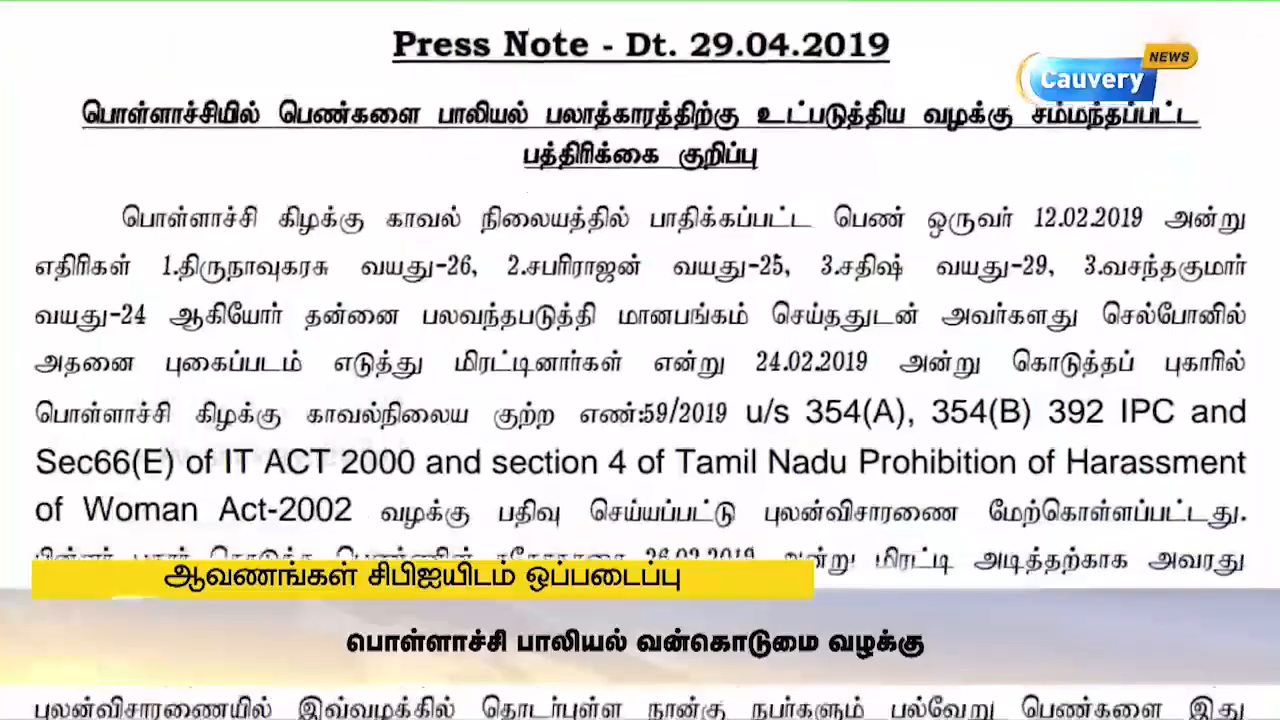 Press Note - Dt. 29.04.2019
Cauvery NEWS
பொள்ளாச்சியில் பெண்களை பாலியல் பலாத்காரத்திற்கு உட்படுத்திய வழக்கு சம்மந்தப்பட்ட
பத்திரிக்கை குறிப்பு
பொள்ளாச்சி கிழக்கு காவல் நிலையத்தில் பாதிக்கப்பட்ட பெண் ஒருவர் 12.02.2019 அன்று
எதிரிகள் 1.திருநாவுகரசு வயது-26, 2.சபரிராஜன் வயது-25, 3.சதிஷ் வயது-29, 3.வசந்தகுமார்
வயது-24 ஆகியோர் தன்னை பலவந்தபடுத்தி மானபங்கம் செய்ததுடன் அவர்களது செல்போனில்
அதனை புகைப்படம் எடுத்து மிரட்டினார்கள் என்று 24.02.2019 அன்று கொடுத்தப் புகாரில்
பொள்ளாச்சி கிழக்கு காவல்நிலைய குற்ற எண்:59/2019 u/s 354(A), 354(B) 392 IPC and
Sec66(E) of IT ACT 2000 and section 4 of Tamil Nadu Prohibition of Harassment
of Woman Act-2002 வழக்கு பதிவு செய்யப்பட்டு புலன்விசாரணை மேற்கொள்ளப்பட்டது.
26.02.2019 அன்று மிரட்டி அடித்தற்காக அவரது
ஆவணங்கள் சிபிஐயிடம் ஒப்படைப்பு
பொள்ளாச்சி பாலியல் வன்கொடுமை வழக்கு
புலன்விசாரணையில் இவ்வழக்கில் தொடர்புள்ள நான்கு நபர்களும் பல்வேறு பெண்களை இது